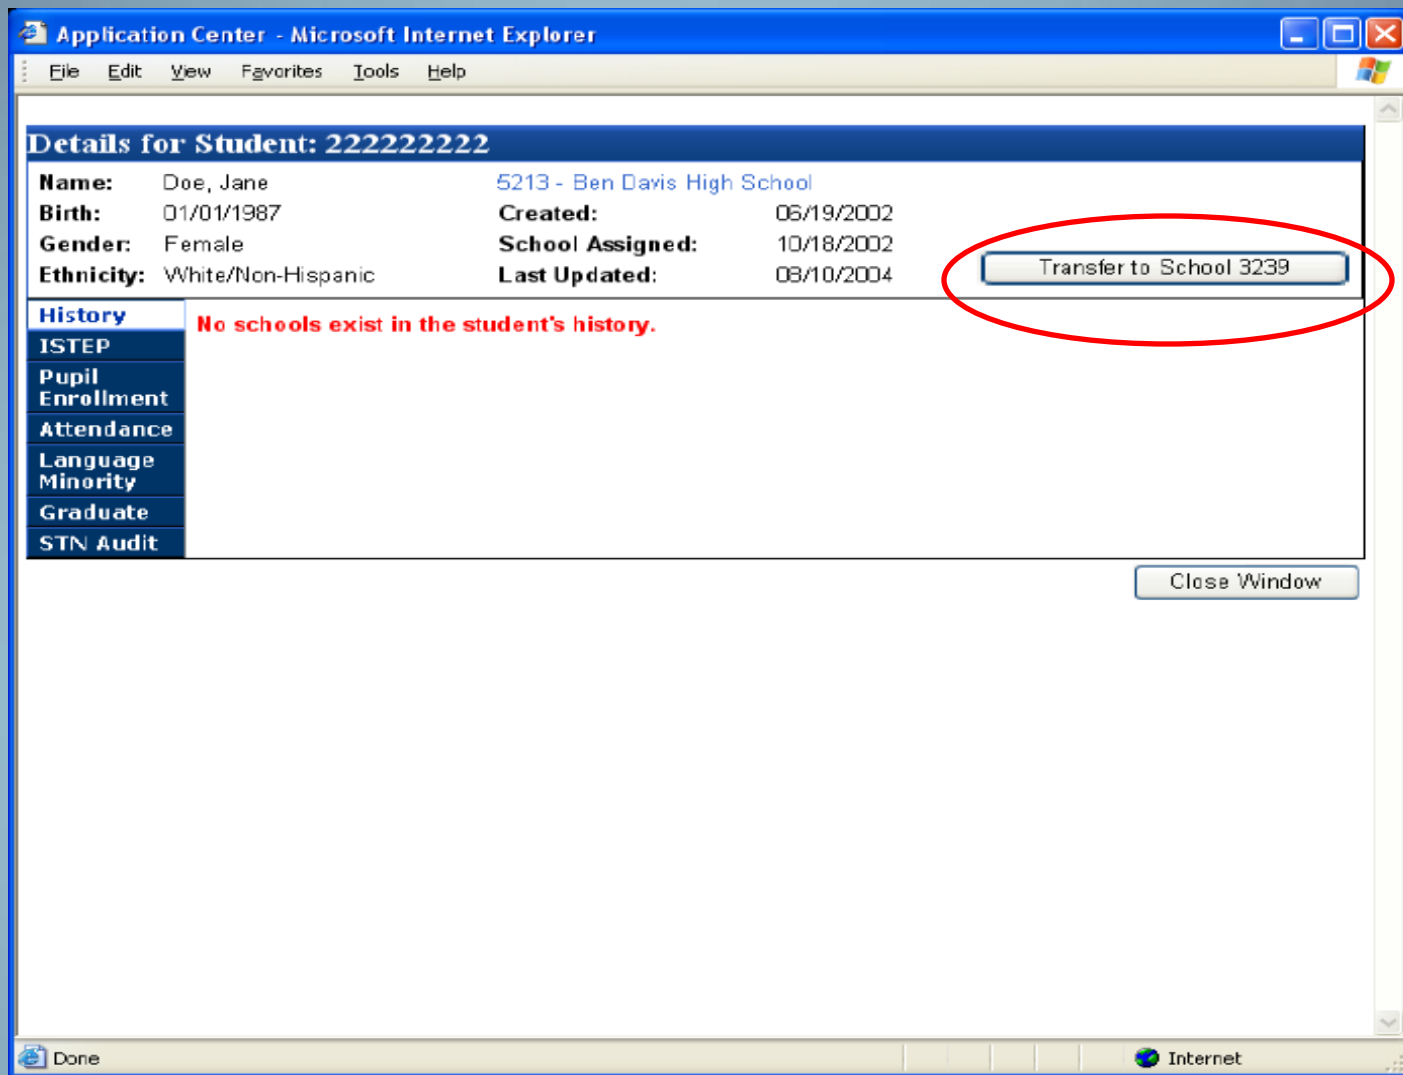 Application Center - Microsoft Internet Explorer
File Edit View Favorites Tools Help
Details for Student: 222222222
Name: Doe, Jane 5213 - Ben Davis High School
Birth: 01/01/1987 Created: 06/19/2002
Gender: Female School Assigned: 10/18/2002
Ethnicity: White/Non-Hispanic Last Updated: 08/10/2004 Transfer to School 3239
History No schools exist in the student's history.
ISTEP
Pupil
Enrollment
Attendance
Language
Minority
Graduate
STN Audit
Close Window
Done Internet